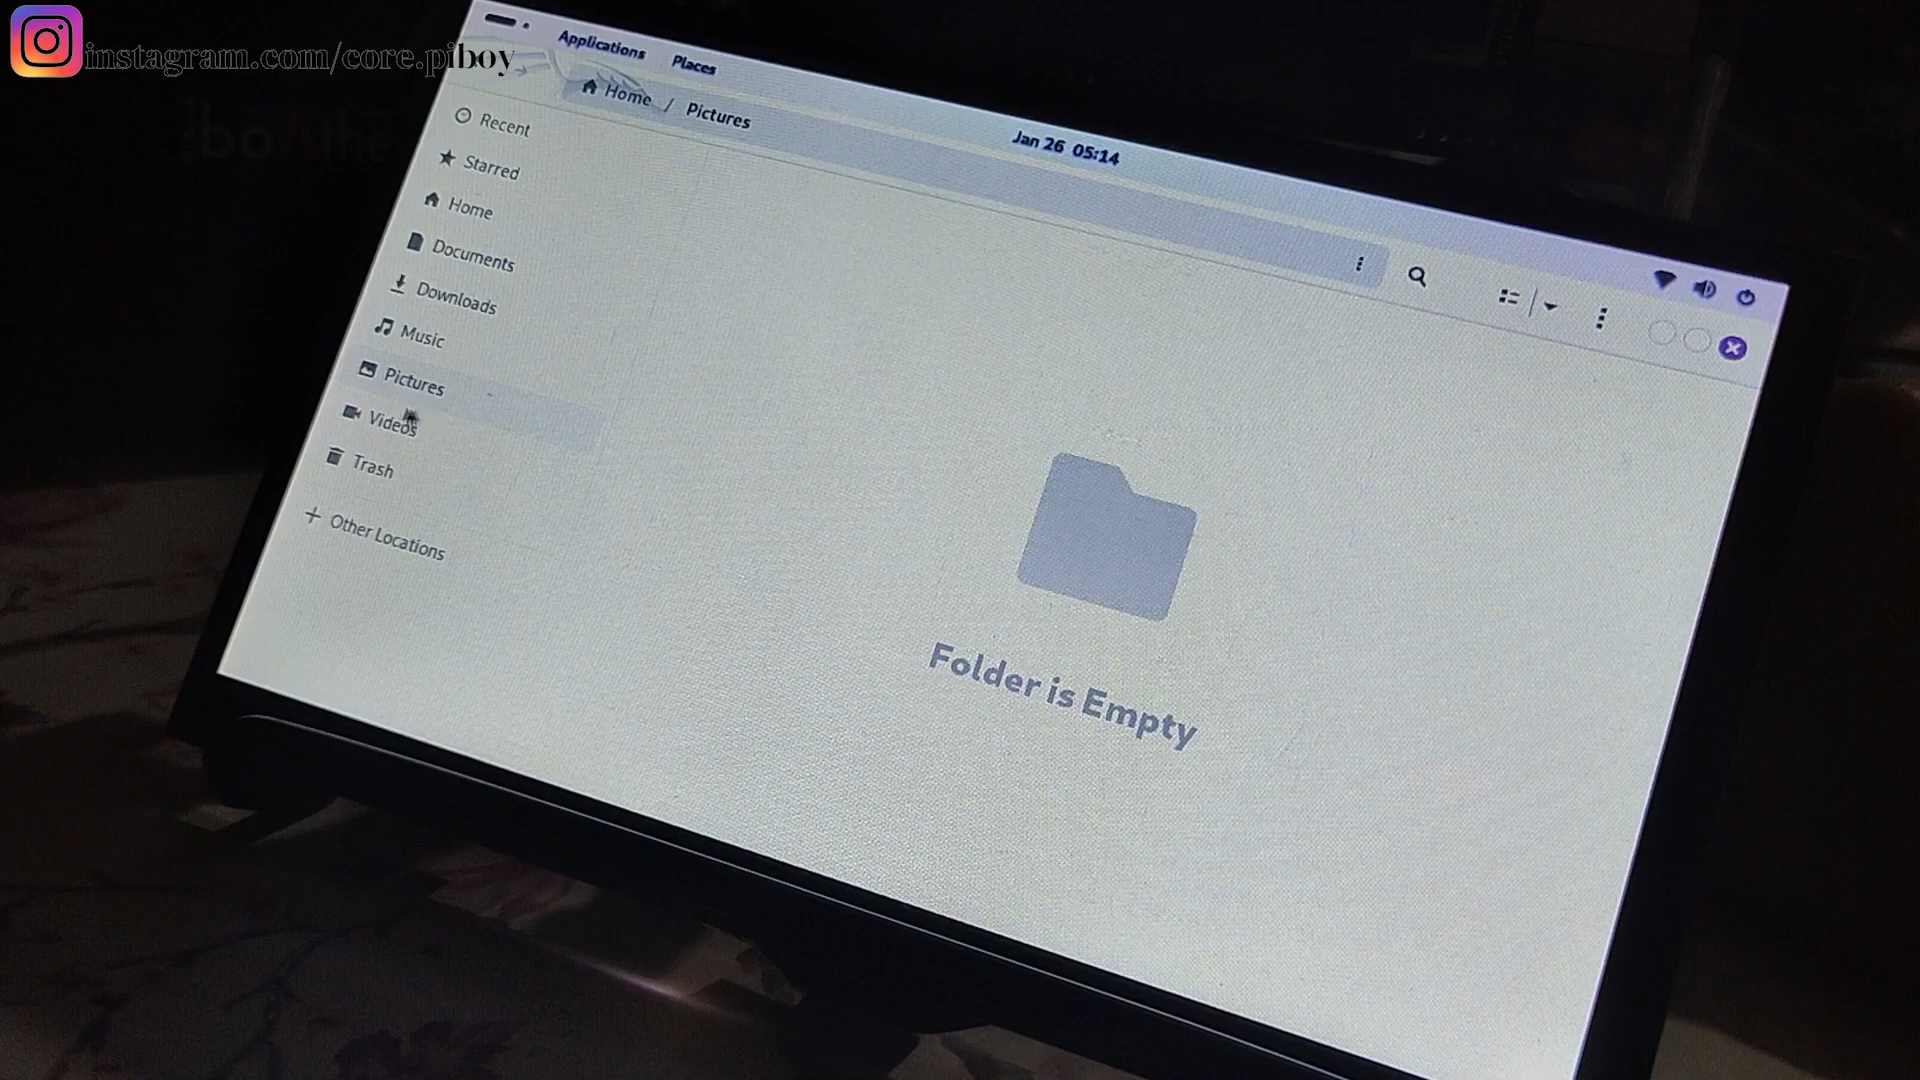 instagram.com/core.piboy
Applications Places
Home / Pictures
Jan 26 05:14
Recent
Starred
Home
Documents
Downloads
Music
Pictures
Videos
Trash
+ Other Locations
Folder is Empty